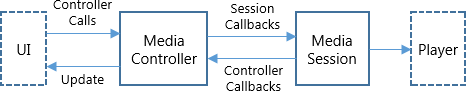 Controller
Calls
Session
Callbacks
UI
Media
Controller
Media
Session
Player
Update
Controller
Callbacks